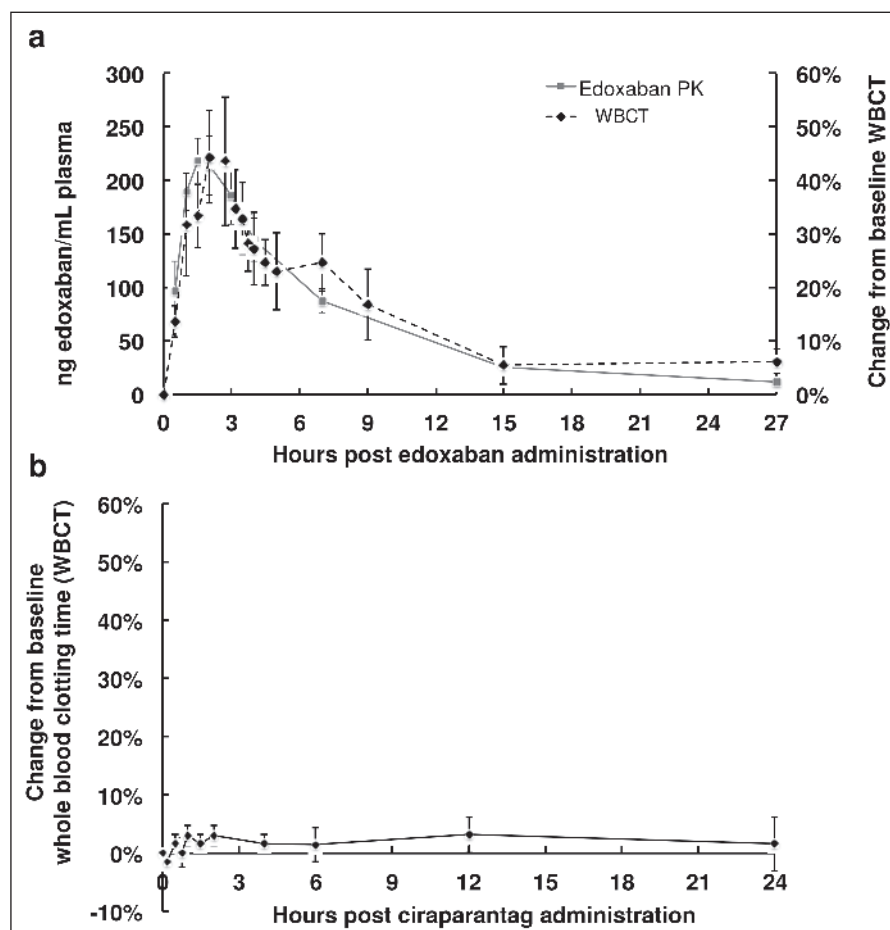 a
300
250
200
150
100
50
0
ng edoxaban/mL plasma
Edoxaban PK
WBCT
60%
50%
40%
30%
20%
10%
0%
Change from baseline WBCT
0 3 6 9 12 15 18 21 24 27
Hours post edoxaban administration
b
Change from baseline
whole blood clotting time (WBCT)
60%
50%
40%
30%
20%
10%
0%
-10%
0 3 6 9 12 15 18 21 24
Hours post ciraparantag administration